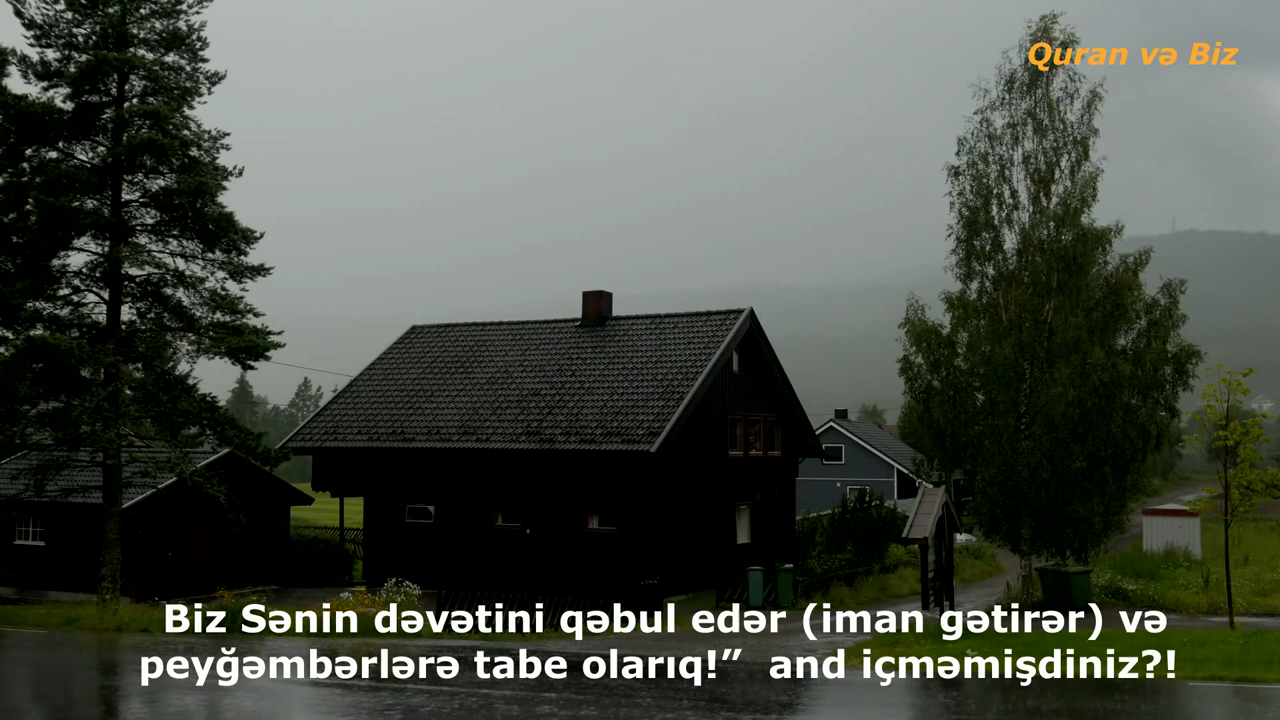 Quran və Biz
Biz Sənin dəvətini qəbul edər (iman gətirər) və
peyğəmbərlərə tabe olarıq!”  and içməmişdiniz?!